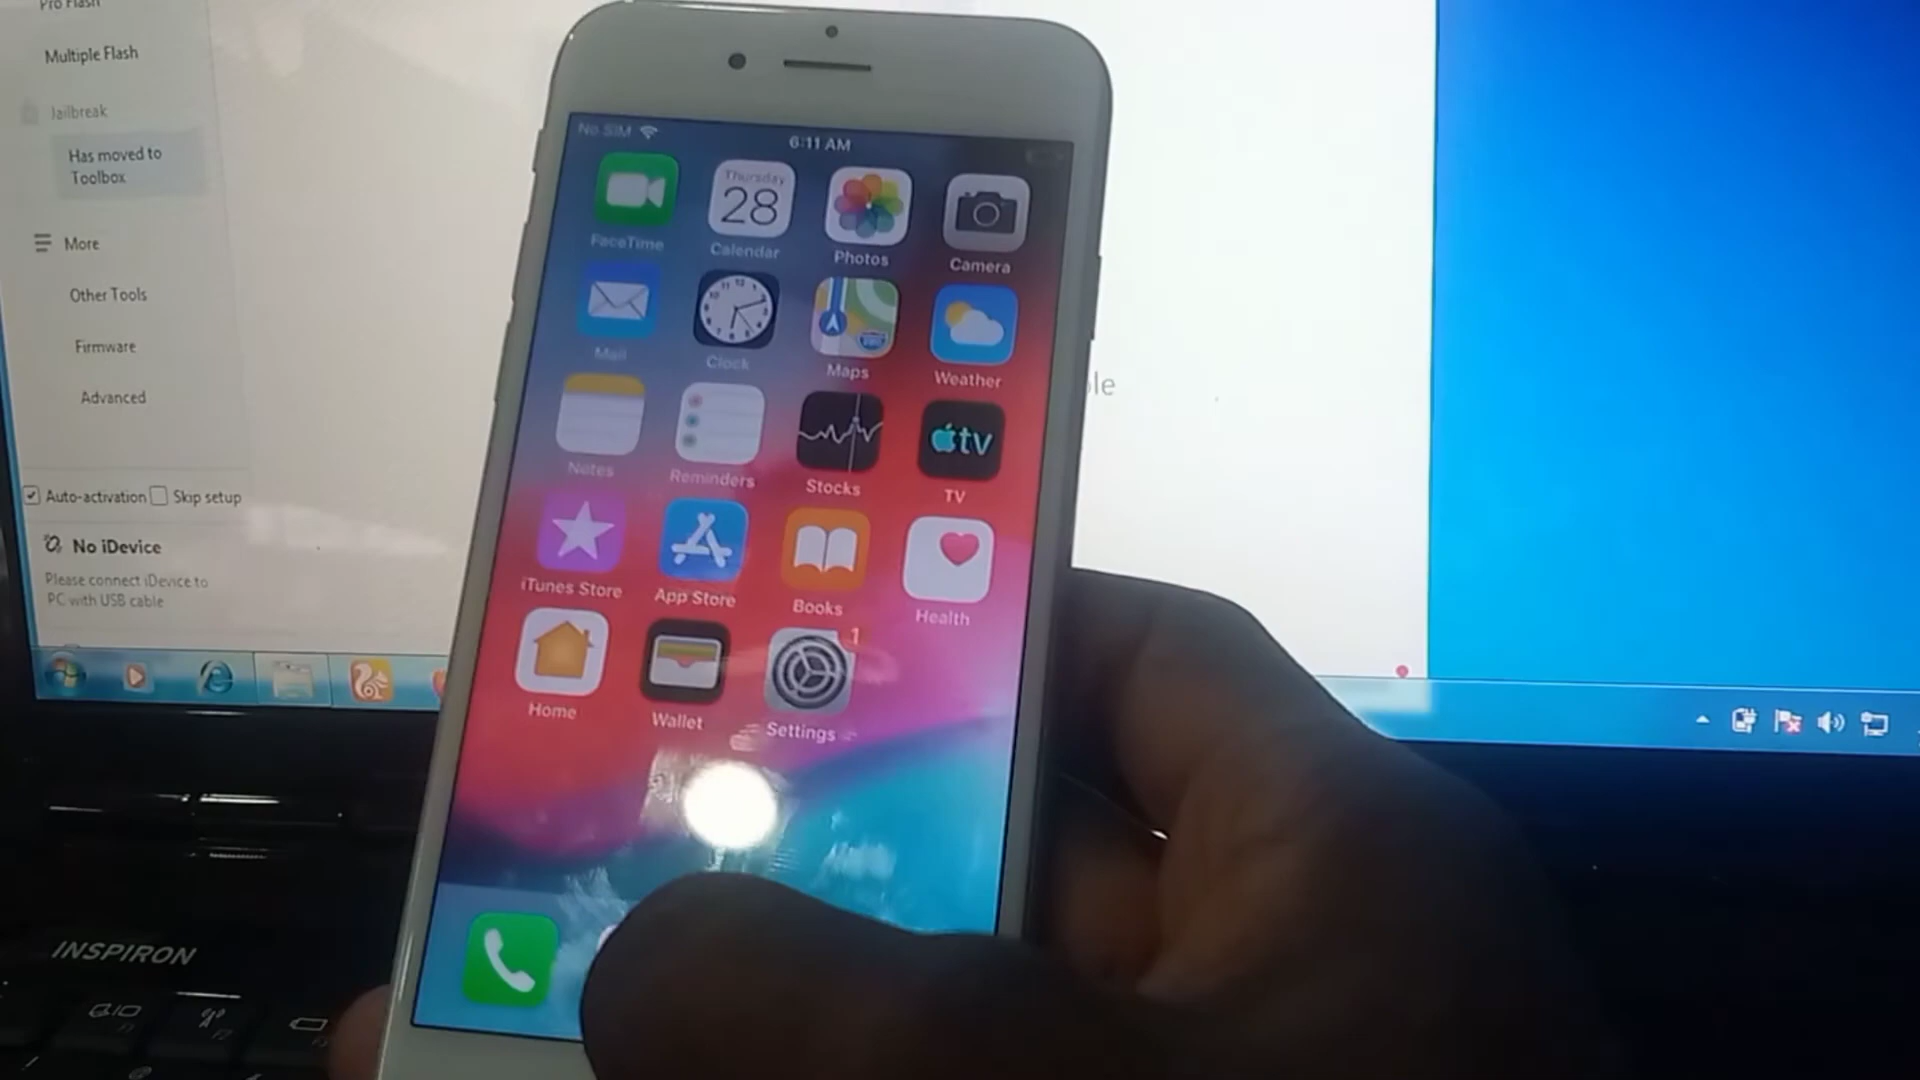 Pro Flash
Multiple Flash
Jailbreak
Has moved to
Toolbox
More
Other Tools
Firmware
Advanced
Auto-activation Skip setup
No iDevice
Please connect iDevice to
PC with USB cable
No SIM
6:11 AM
FaceTime
Thursday
28
Calendar
Photos
Camera
Mail
Clock
Maps
Weather
Notes
Reminders
Stocks
tv
TV
iTunes Store
App Store
Books
Health
Home
Wallet
1
Settings
INSPIRON